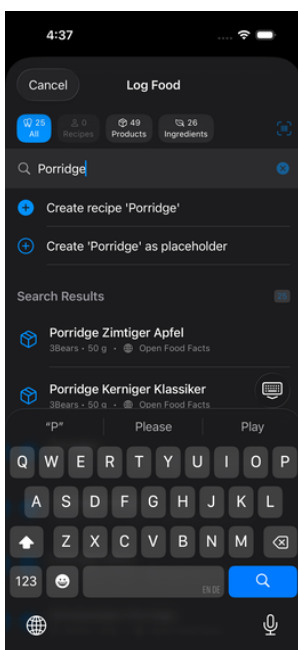 4:37
Cancel
Log Food
25
All
0
Recipes
49
Products
26
Ingredients
Porridge
Create recipe 'Porridge'
Create 'Porridge' as placeholder
Search Results
25
Porridge Zimtiger Apfel
3Bears • 50 g • Open Food Facts
Porridge Kerniger Klassiker
3Bears • 50 g • Open Food Facts
“P”
Please
Play
Q W E R T Y U I O P
A S D F G H J K L
Z X C V B N M
123
EN DE